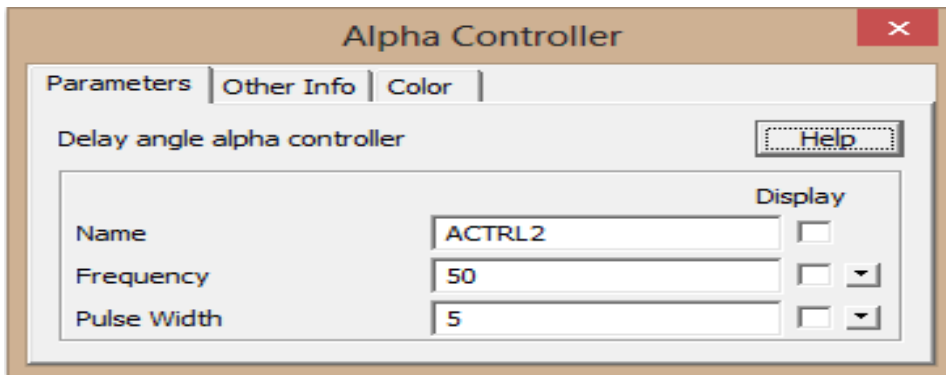 Alpha Controller
Parameters Other Info Color
Delay angle alpha controller Help
Display
Name ACTRL2
Frequency 50
Pulse Width 5